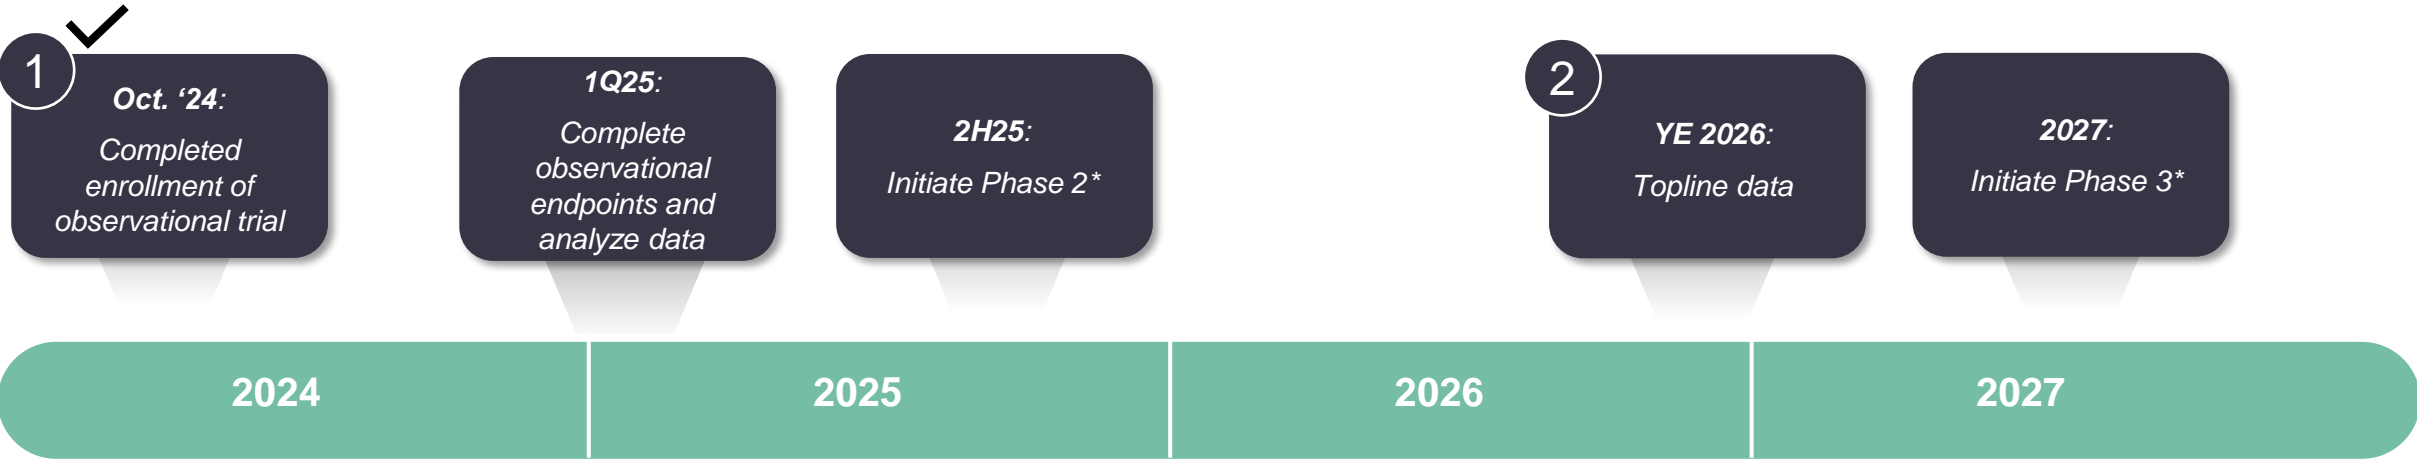 1
Oct. ‘24:
Completed
enrollment of
observational trial
1Q25:
Complete
observational
endpoints and
analyze data
2H25:
Initiate Phase 2*
2
YE 2026:
Topline data
2027:
Initiate Phase 3*
2024
2025
2026
2027